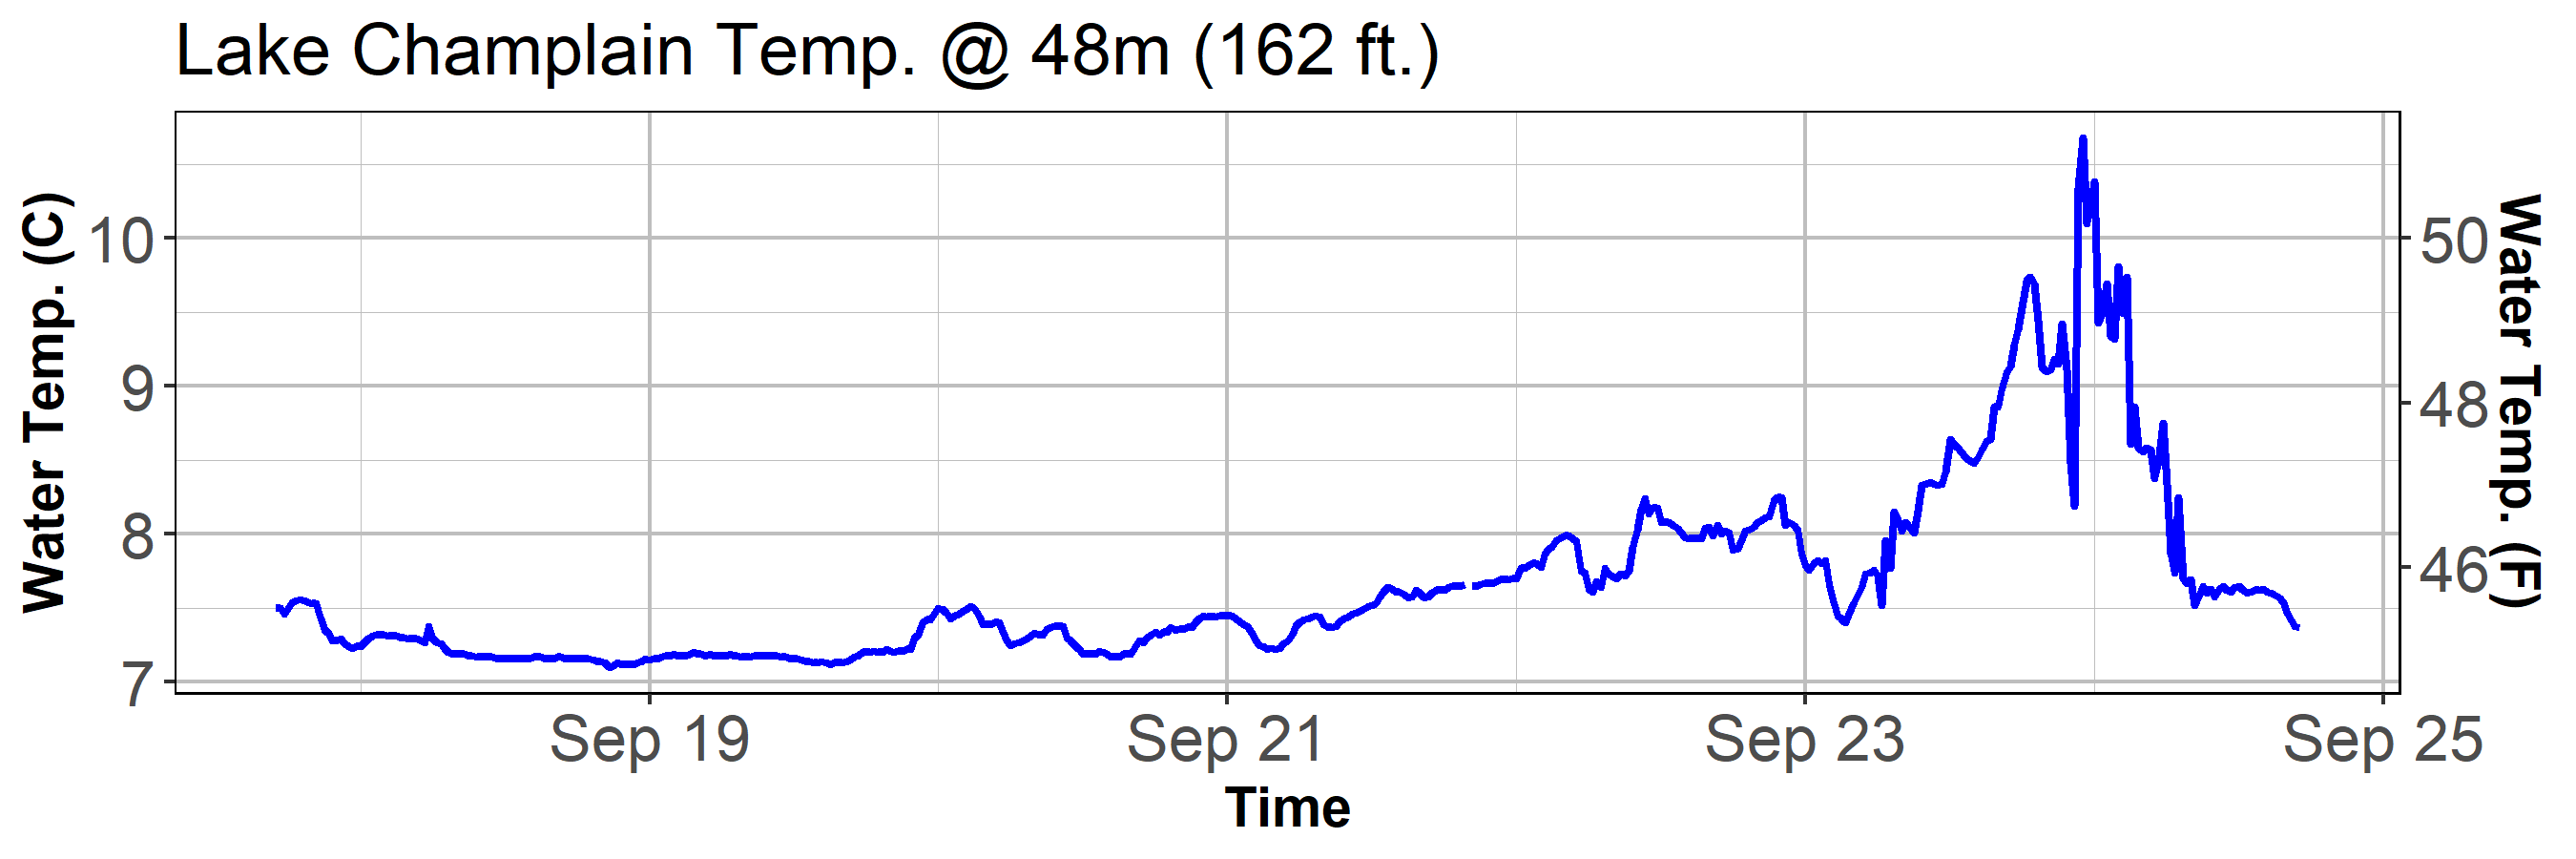 Lake Champlain Temp. @ 48m (162 ft.)
Water Temp. (C)
10
9
8
7
50
48
46
Water Temp. (F)
Sep 19
Sep 21
Sep 23
Sep 25
Time